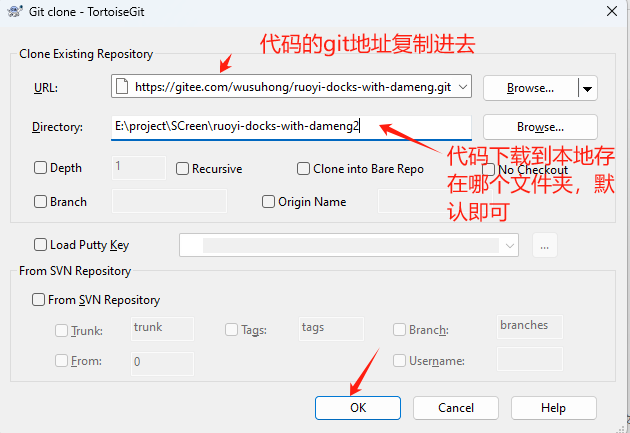 Git clone - TortoiseGit
代码的git地址复制进去
Clone Existing Repository
URL:
https://gitee.com/wusuhong/ruoyi-docks-with-dameng.git
Browse...
Directory:
E:\project\SCreen\ruoyi-docks-with-dameng2
Browse...
代码下载到本地存
在哪个文件夹，默
认即可
Depth
1
Recursive
Clone into Bare Repo
No Checkout
Branch
Origin Name
Load Putty Key
...
From SVN Repository
From SVN Repository
Trunk:
trunk
Tags:
tags
Branch:
branches
From:
0
Username:
OK
Cancel
Help